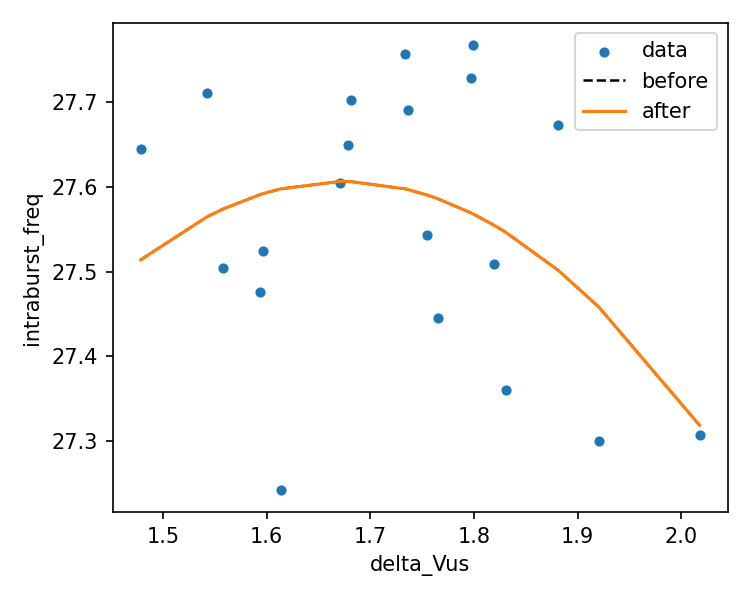 data
before
after
27.7
27.6
27.5
27.4
27.3
intraburst_freq
1.5 1.6 1.7 1.8 1.9 2.0
delta_Vus